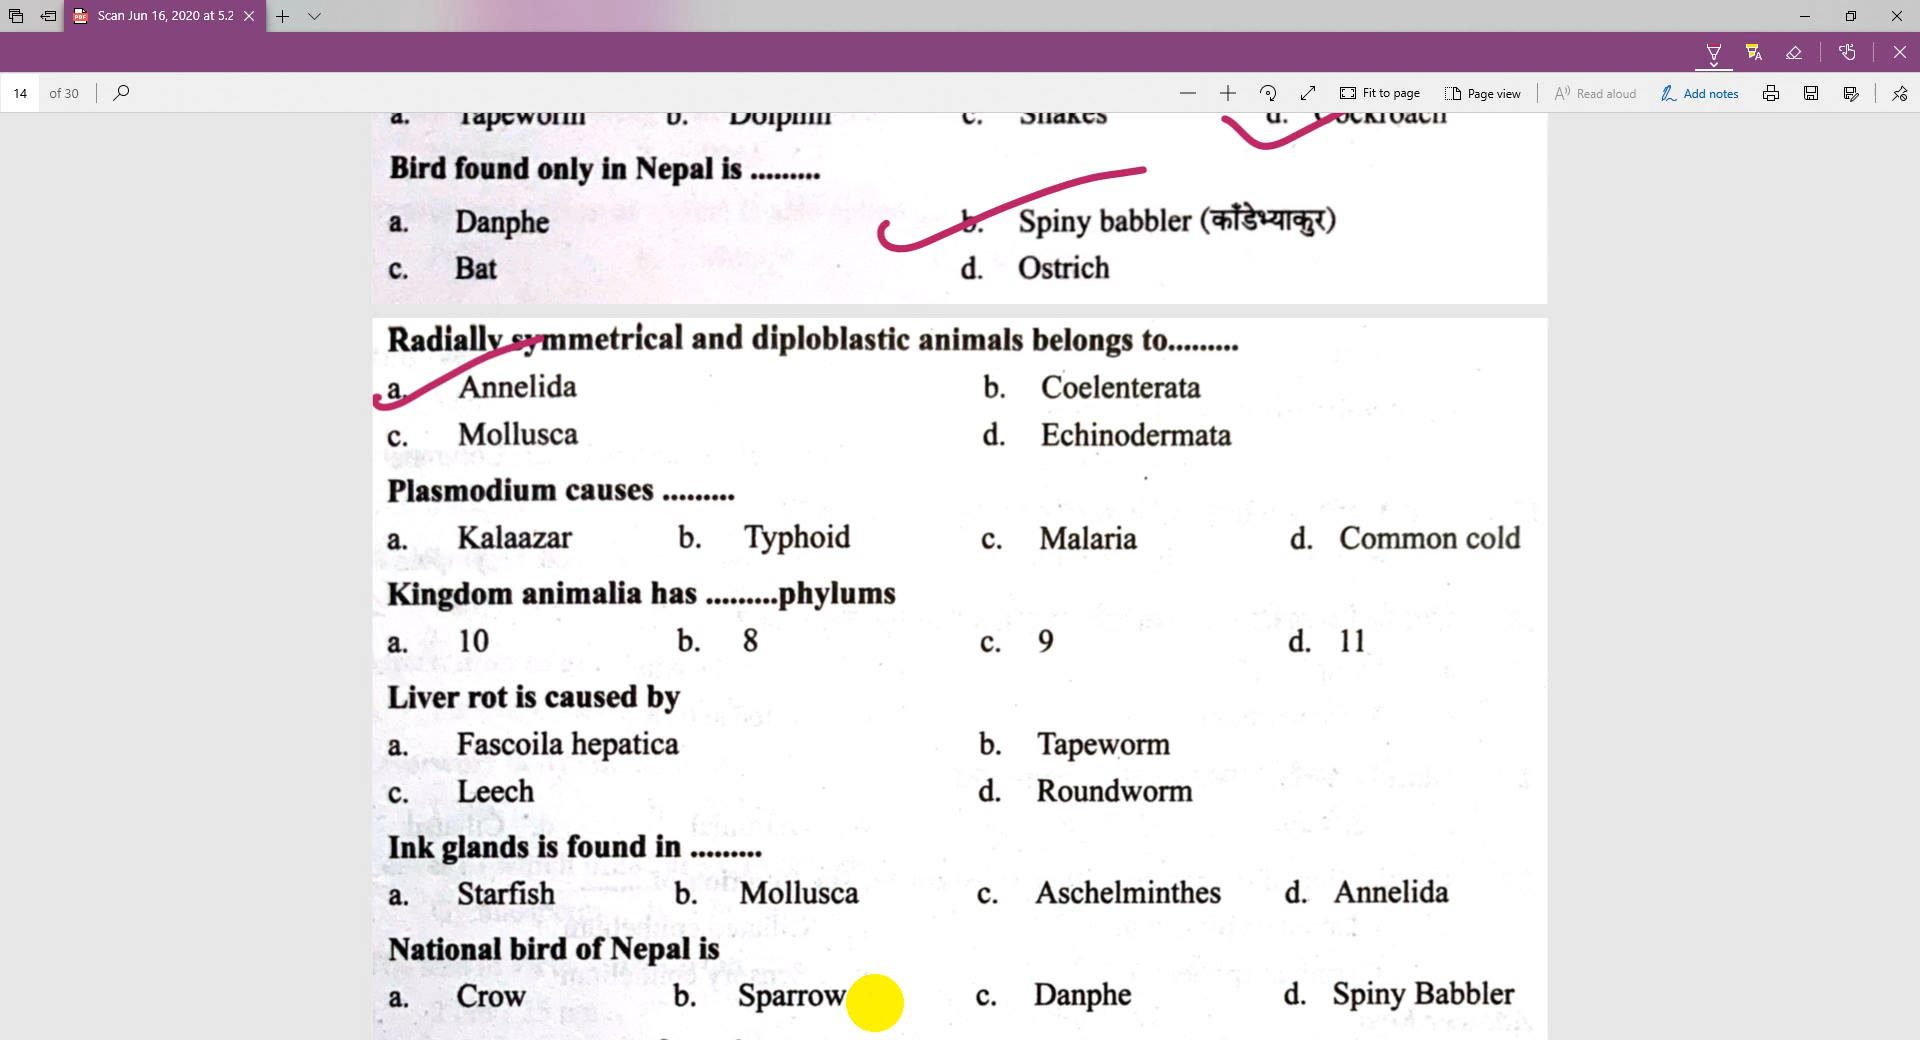 Scan Jun 16, 2020 at 5.2
14 of 30
Fit to page
Page view
Read aloud
Add notes
a. Tapeworm b. Dolphin c. Snakes d. Cockroach
Bird found only in Nepal is .........
a. Danphe b. Spiny babbler (काँडेभ्याकुर)
c. Bat d. Ostrich
Radially symmetrical and diploblastic animals belongs to.........
a. Annelida b. Coelenterata
c. Mollusca d. Echinodermata
Plasmodium causes .........
a. Kalaazar b. Typhoid c. Malaria d. Common cold
Kingdom animalia has .........phylums
a. 10 b. 8 c. 9 d. 11
Liver rot is caused by
a. Fascoila hepatica b. Tapeworm
c. Leech d. Roundworm
Ink glands is found in .........
a. Starfish b. Mollusca c. Aschelminthes d. Annelida
National bird of Nepal is
a. Crow b. Sparrow c. Danphe d. Spiny Babbler